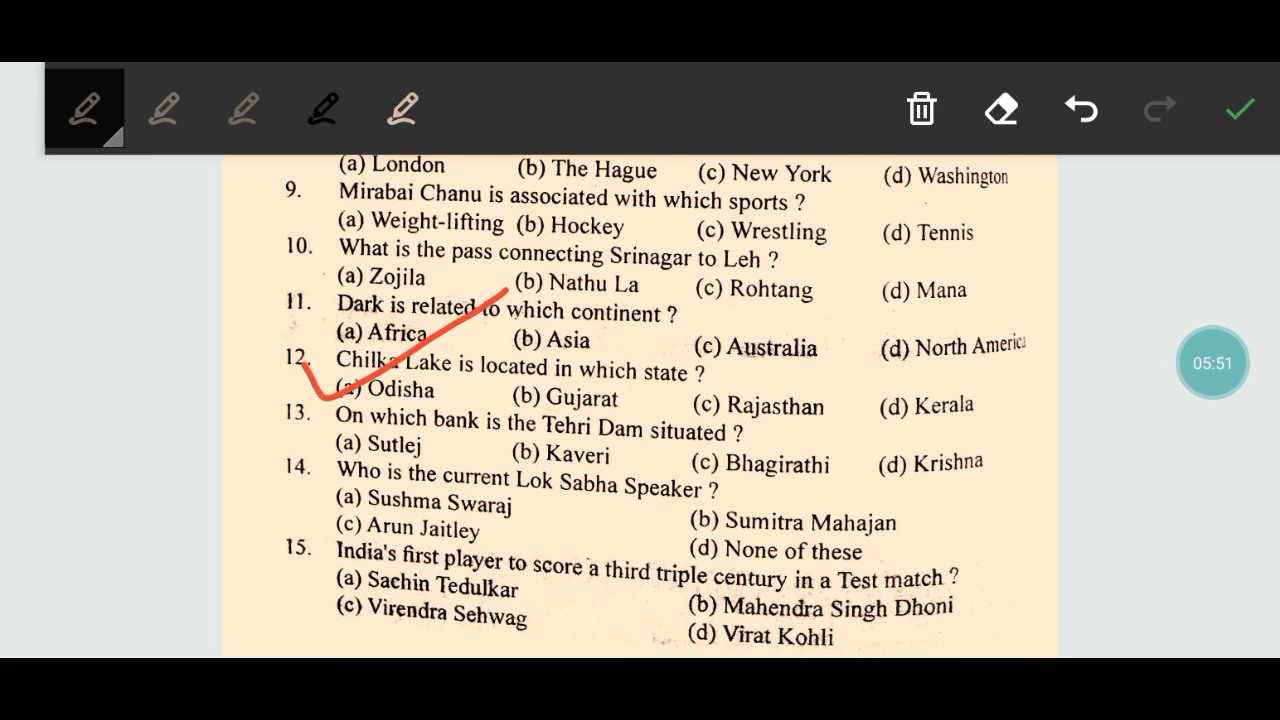 (a) London (b) The Hague (c) New York (d) Washington
9. Mirabai Chanu is associated with which sports ?
(a) Weight-lifting (b) Hockey (c) Wrestling (d) Tennis
10. What is the pass connecting Srinagar to Leh ?
(a) Zojila (b) Nathu La (c) Rohtang (d) Mana
11. Dark is related to which continent ?
(a) Africa (b) Asia (c) Australia (d) North America
12. Chilka Lake is located in which state ?
(a) Odisha (b) Gujarat (c) Rajasthan (d) Kerala
13. On which bank is the Tehri Dam situated ?
(a) Sutlej (b) Kaveri (c) Bhagirathi (d) Krishna
14. Who is the current Lok Sabha Speaker ?
(a) Sushma Swaraj (b) Sumitra Mahajan
(c) Arun Jaitley (d) None of these
15. India's first player to score a third triple century in a Test match ?
(a) Sachin Tedulkar (b) Mahendra Singh Dhoni
(c) Virendra Sehwag (d) Virat Kohli
05:51